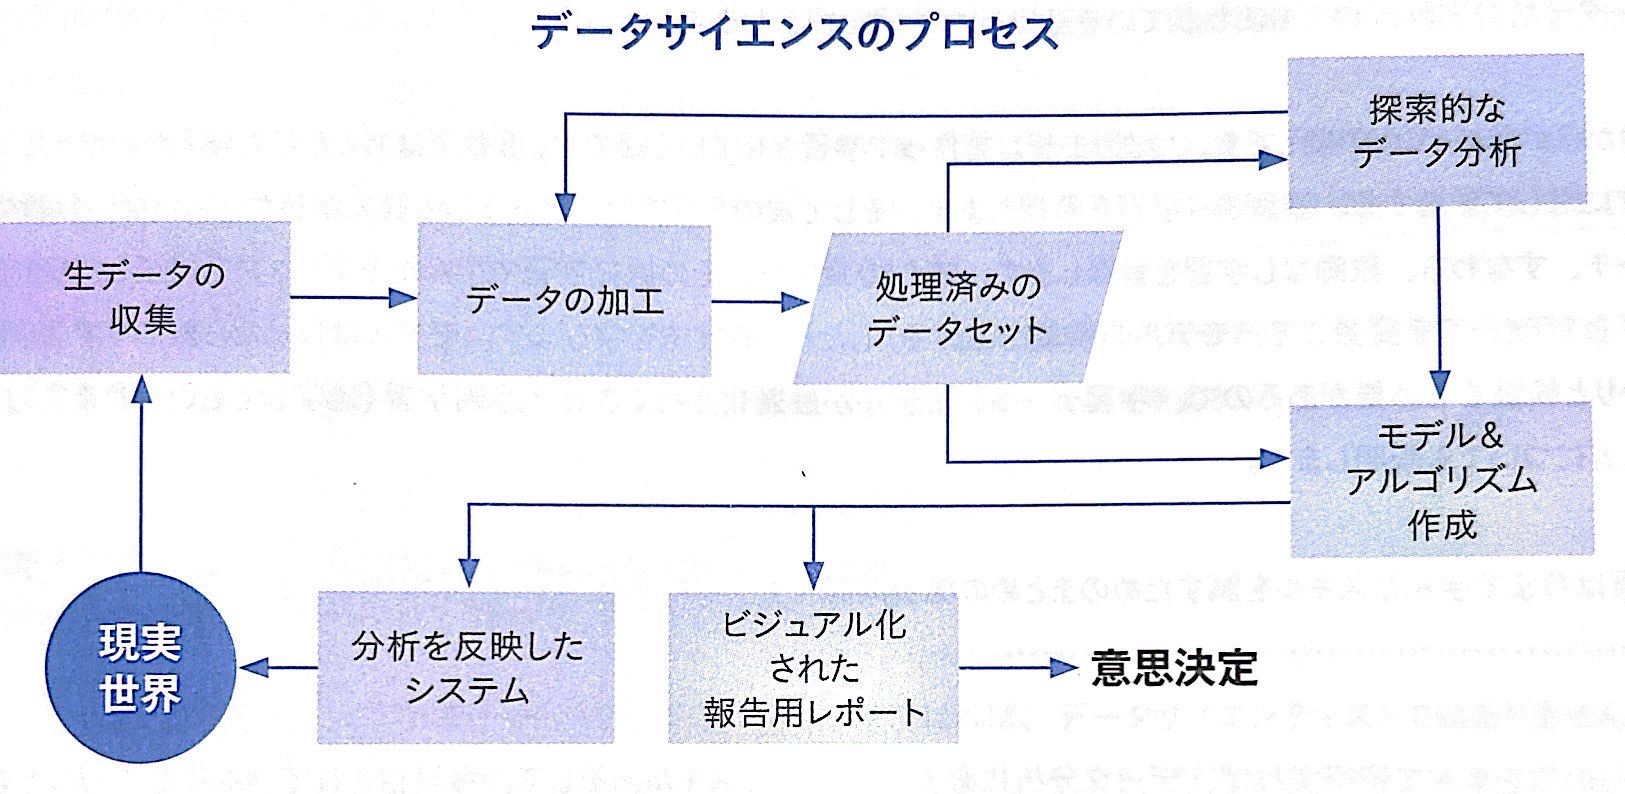 データサイエンスのプロセス
探索的な
データ分析
生データの
収集
データの加工
処理済みの
データセット
モデル＆
アルゴリズム
作成
現実
世界
分析を反映した
システム
ビジュアル化
された
報告用レポート
意思決定